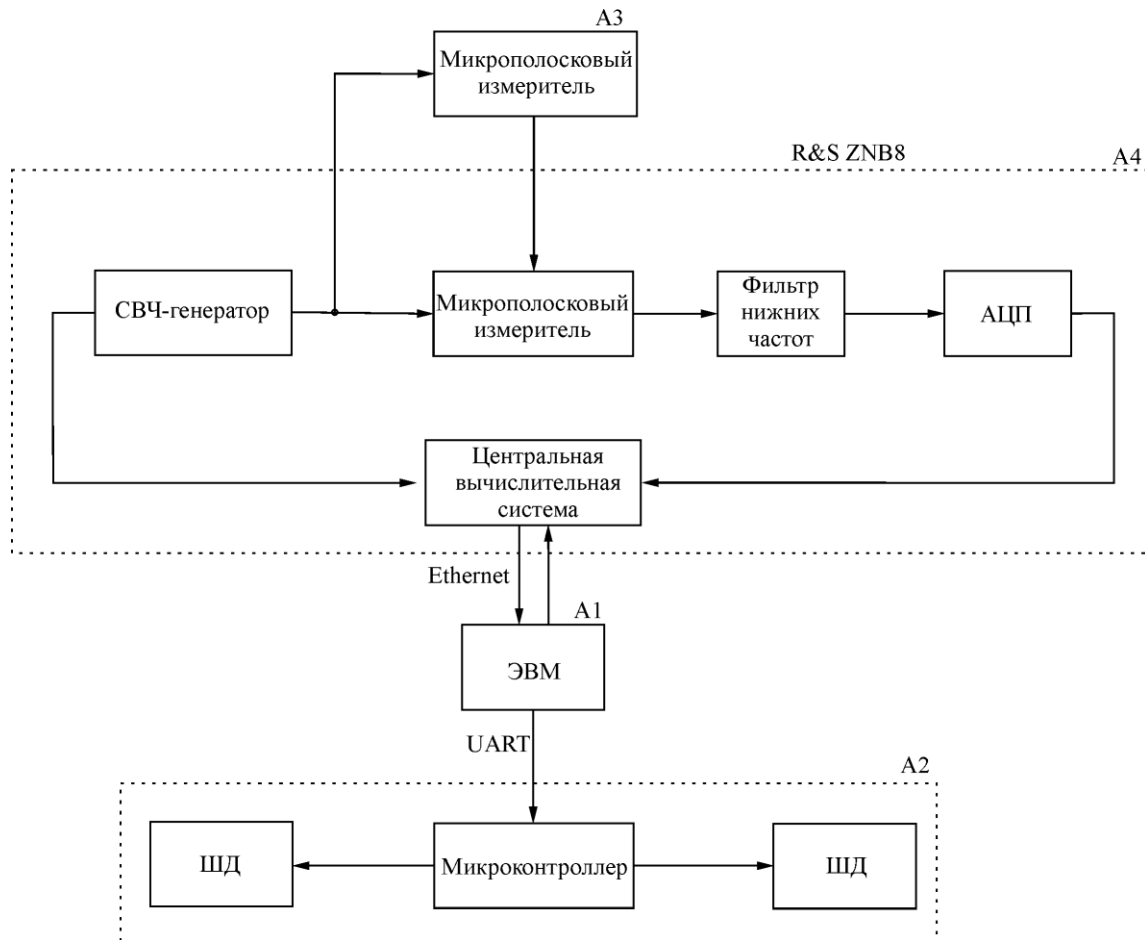 A3
Микрополосковый
измеритель
R&S ZNB8
A4
СВЧ-генератор
Микрополосковый
измеритель
Фильтр
нижних
частот
АЦП
Центральная
вычислительная
система
Ethernet
A1
ЭВМ
UART
A2
ШД
Микроконтроллер
ШД